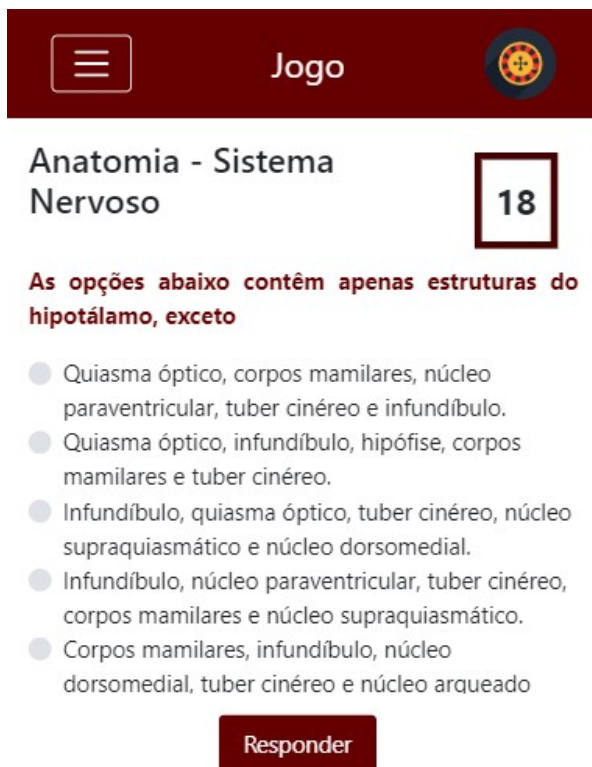 Jogo
Anatomia - Sistema
Nervoso
18
As opções abaixo contêm apenas estruturas do
hipotálamo, exceto
Quiasma óptico, corpos mamilares, núcleo
paraventricular, tuber cinéreo e infundíbulo.
Quiasma óptico, infundíbulo, hipófise, corpos
mamilares e tuber cinéreo.
Infundíbulo, quiasma óptico, tuber cinéreo, núcleo
supraquiasmático e núcleo dorsomedial.
Infundíbulo, núcleo paraventricular, tuber cinéreo,
corpos mamilares e núcleo supraquiasmático.
Corpos mamilares, infundíbulo, núcleo
dorsomedial, tuber cinéreo e núcleo arqueado
Responder